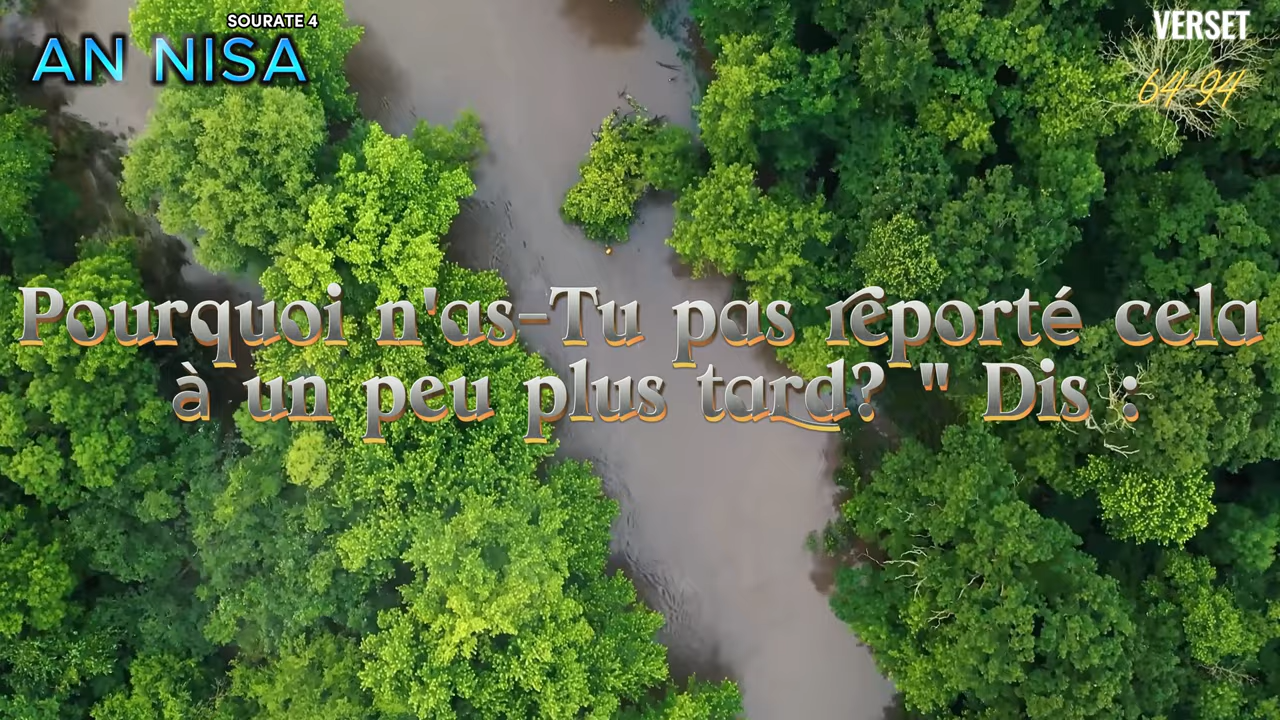 SOURATE 4
AN NISA
VERSET
64-94
Pourquoi n'as-Tu pas reporté cela
à un peu plus tard? " Dis :